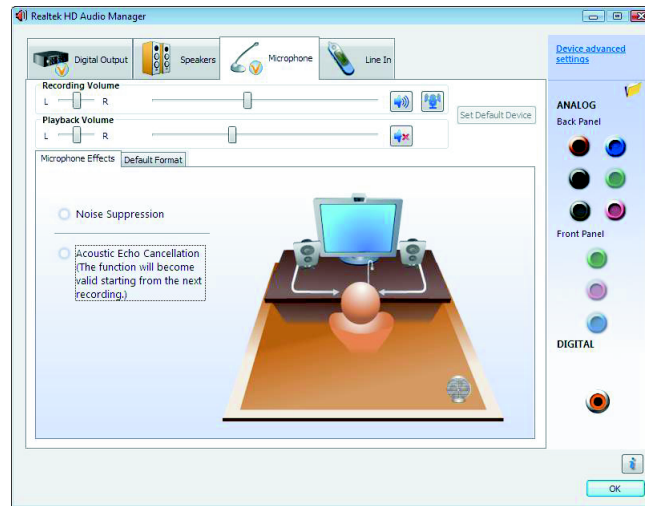 Realtek HD Audio Manager
Digital Output
Speakers
Microphone
Line In
Device advanced
settings
Recording Volume
L
R
Set Default Device
Playback Volume
L
R
Microphone Effects
Default Format
Noise Suppression
Acoustic Echo Cancellation
(The function will become
valid starting from the next
recording.)
ANALOG
Back Panel
Front Panel
DIGITAL
OK